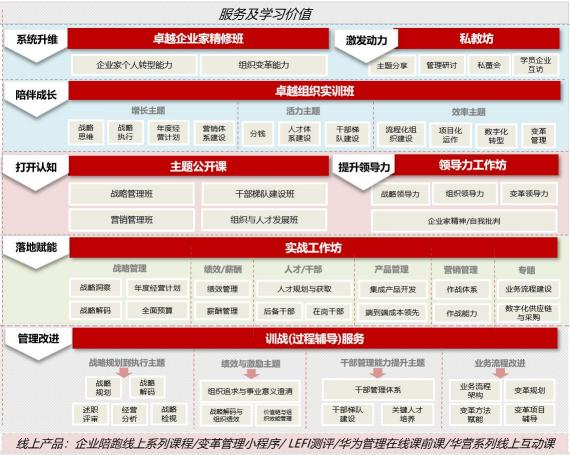 服务及学习价值
系统升维
卓越企业家精修班
激发动力
私教坊
企业家个人转型能力
组织变革能力
主题分享
管理研讨
私董会
学员企业
互访
陪伴成长
卓越组织实训班
增长主题
活力主题
效率主题
战略
思维
战略
执行
年度经
营计划
营销体
系建设
分钱
人才体
系建设
干部梯
队建设
流程化组
织建设
项目化
运作
数字化
转型
变革
管理
打开认知
主题公开课
提升领导力
领导力工作坊
战略管理班
干部梯队建设班
战略领导力
组织领导力
变革领导力
营销管理班
组织与人才发展班
企业家精神/自我批判
落地赋能
实战工作坊
战略管理
绩效/薪酬
人才/干部
产品管理
营销管理
专题
战略洞察
年度经营计划
绩效管理
人才规划与获取
集成产品开发
作战体系
业务流程建设
战略解码
全面预算
薪酬管理
后备干部
在岗干部
端到端成本领先
作战能力
数字化供应链
与采购
管理改进
训战(过程辅导)服务
战略规划到执行主题
绩效与激励主题
干部管理能力提升主题
业务流程改进
战略
规划
战略
解码
组织追求与事业意义澄清
干部管理体系
业务流程
架构
变革规划
述职
评审
经营
分析
战略
检视
战略解码与
组织绩效
价值链与组
织效能管理
干部梯队
建设
关键人才
培养
变革方法
赋能
变革项目
辅导
线上产品：企业陪跑线上系列课程/变革管理小程序/ LEFI测评/华为管理在线课前课/华营系列线上互动课